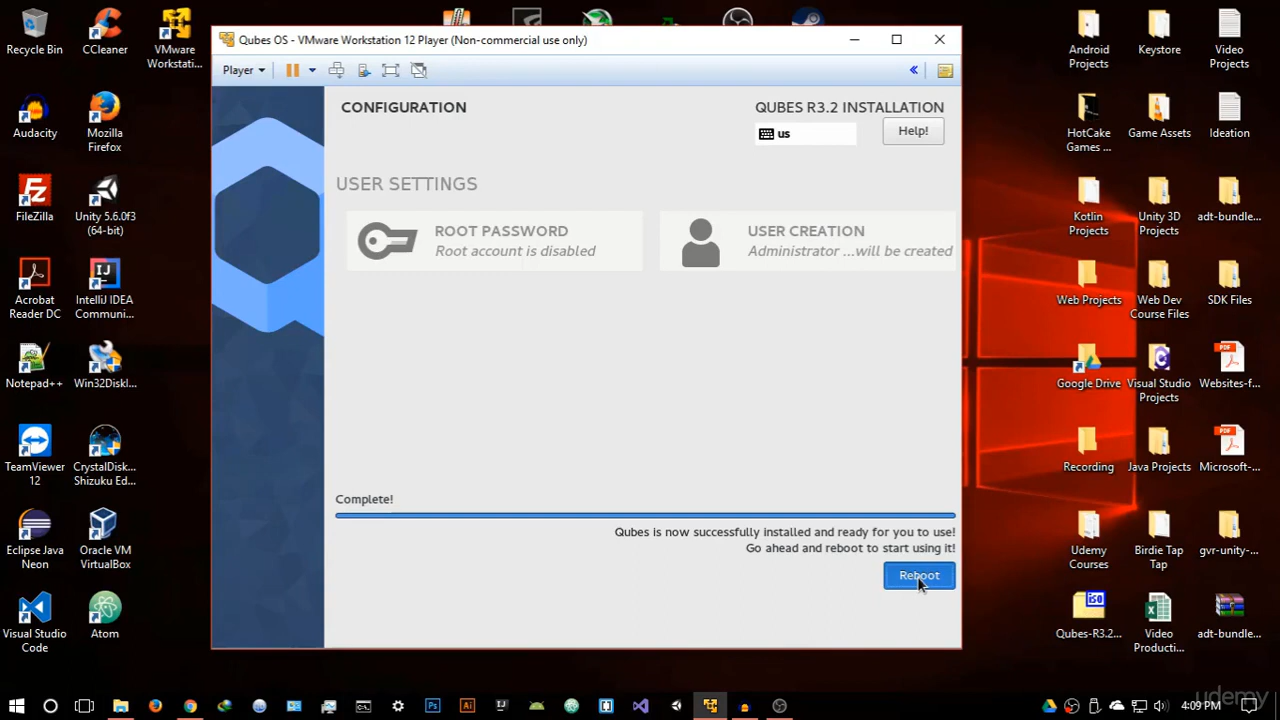 Qubes OS - VMware Workstation 12 Player (Non-commercial use only)
Player
CONFIGURATION
QUBES R3.2 INSTALLATION
us
Help!
USER SETTINGS
ROOT PASSWORD
Root account is disabled
USER CREATION
Administrator ...will be created
Complete!
Qubes is now successfully installed and ready for you to use!
Go ahead and reboot to start using it!
Reboot
Recycle Bin
CCleaner
VMware
Workstation...
Audacity
Mozilla
Firefox
FileZilla
Unity 5.6.0f3
(64-bit)
Acrobat
Reader DC
IntelliJ IDEA
Communi...
Notepad++
Win32DiskI...
TeamViewer
12
CrystalDisk...
Shizuku Ed...
Eclipse Java
Neon
Oracle VM
VirtualBox
Visual Studio
Code
Atom
Android
Projects
Keystore
Video
Projects
HotCake
Games ...
Game Assets
Ideation
Kotlin
Projects
Unity 3D
Projects
adt-bundle...
Web Projects
Web Dev
Course Files
SDK Files
Google Drive
Visual Studio
Projects
Websites-f...
Recording
Java Projects
Microsoft-...
Udemy
Courses
Birdie Tap
Tap
gvr-unity-...
Qubes-R3.2...
Video
Producti...
adt-bundle...
4:09 PM
udemy